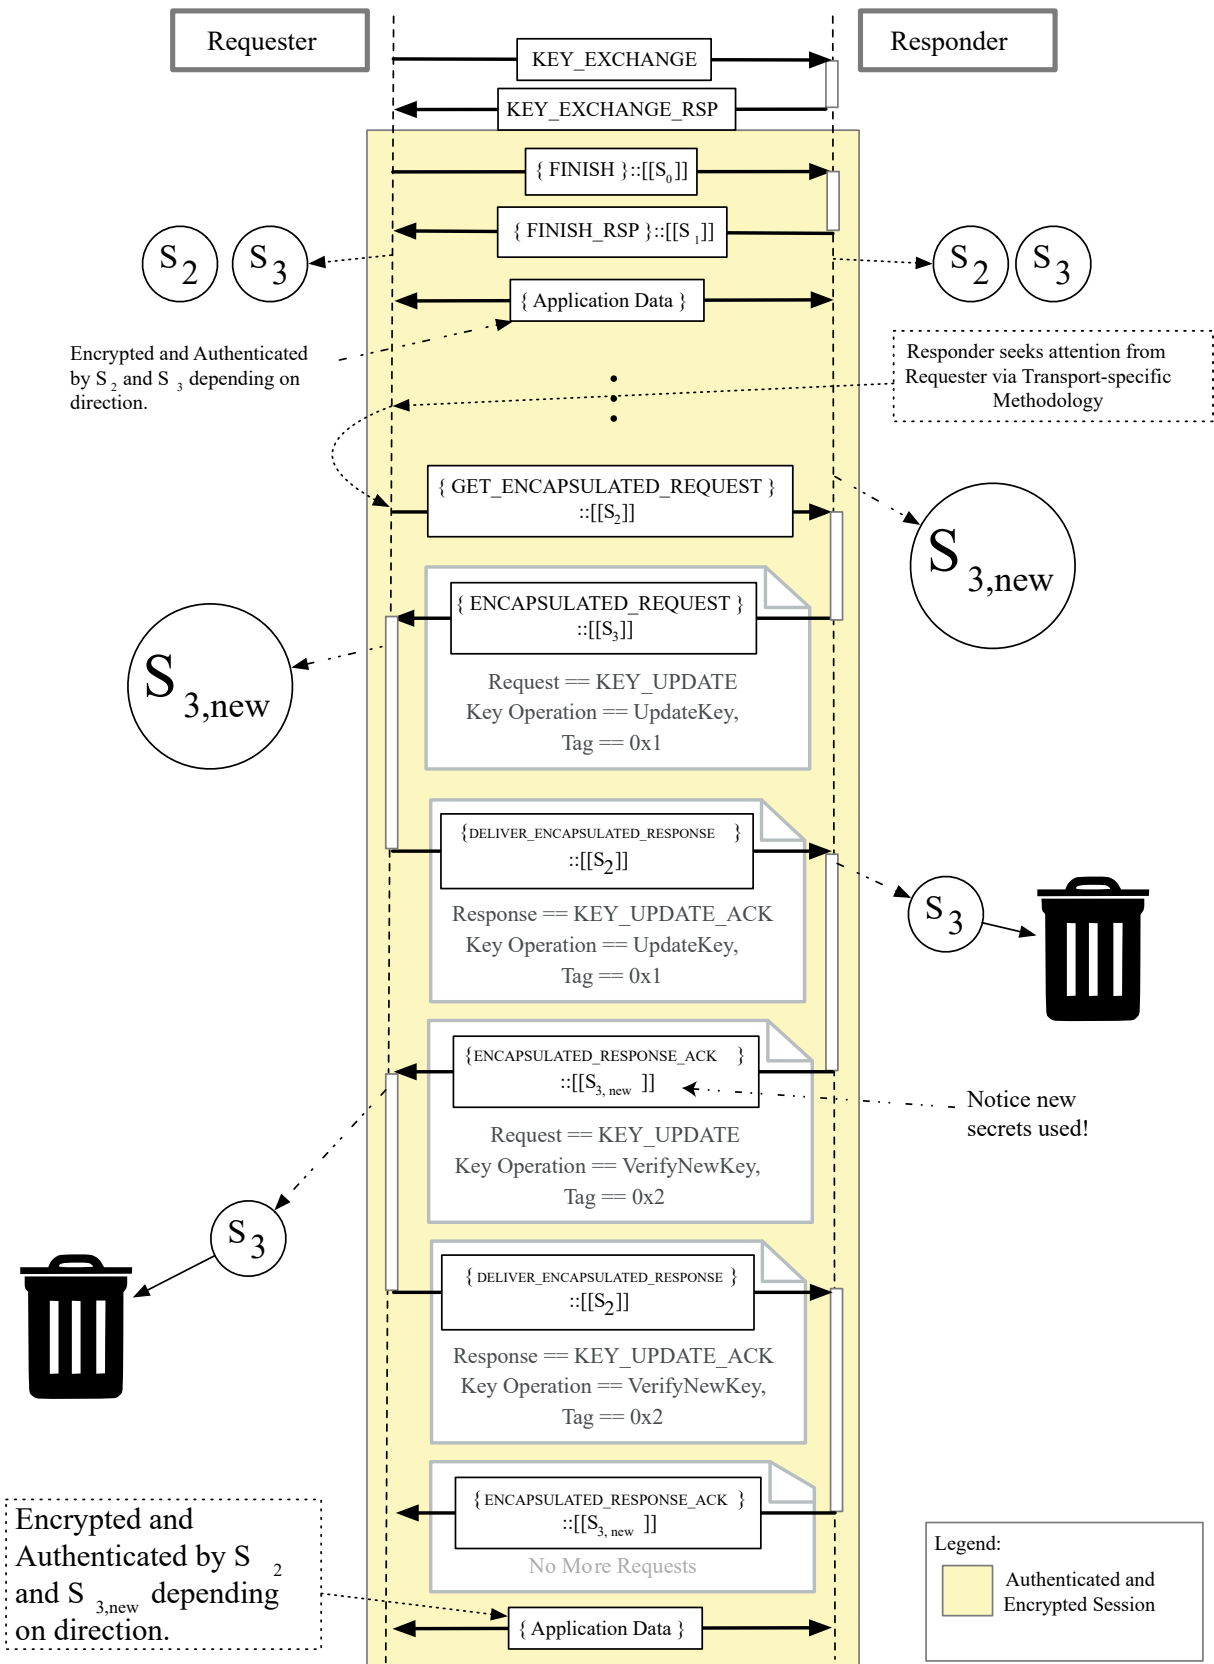 Requester
Responder
KEY_EXCHANGE
KEY_EXCHANGE_RSP
{ FINISH }::[[S0]]
{ FINISH_RSP }::[[S1]]
S2
S3
S2
S3
{ Application Data }
Encrypted and Authenticated
by S2 and S3 depending on
direction.
Responder seeks attention from
Requester via Transport-specific
Methodology
{ GET_ENCAPSULATED_REQUEST }
::[[S2]]
S3,new
{ ENCAPSULATED_REQUEST }
::[[S3]]
S3,new
Request == KEY_UPDATE
Key Operation == UpdateKey,
Tag == 0x1
{DELIVER_ENCAPSULATED_RESPONSE }
::[[S2]]
S3
Response == KEY_UPDATE_ACK
Key Operation == UpdateKey,
Tag == 0x1
{ENCAPSULATED_RESPONSE_ACK }
::[[S3, new ]]
Notice new
secrets used!
Request == KEY_UPDATE
Key Operation == VerifyNewKey,
Tag == 0x2
S3
{ DELIVER_ENCAPSULATED_RESPONSE }
::[[S2]]
Response == KEY_UPDATE_ACK
Key Operation == VerifyNewKey,
Tag == 0x2
{ ENCAPSULATED_RESPONSE_ACK }
::[[S3, new ]]
No More Requests
Encrypted and
Authenticated by S2
and S3,new depending
on direction.
{ Application Data }
Legend:
Authenticated and
Encrypted Session